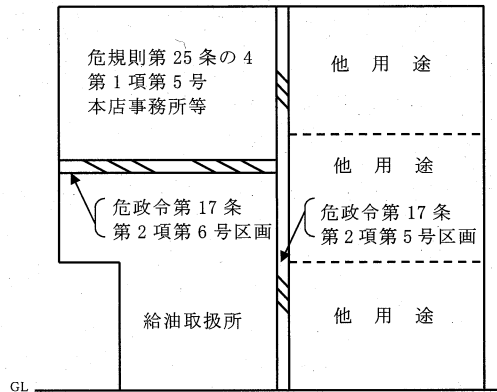 危規則第25条の4
第1項第5号
本店事務所等
他用途
他用途
危政令第17条
第2項第6号区画
危政令第17条
第2項第5号区画
給油取扱所
他用途
GL